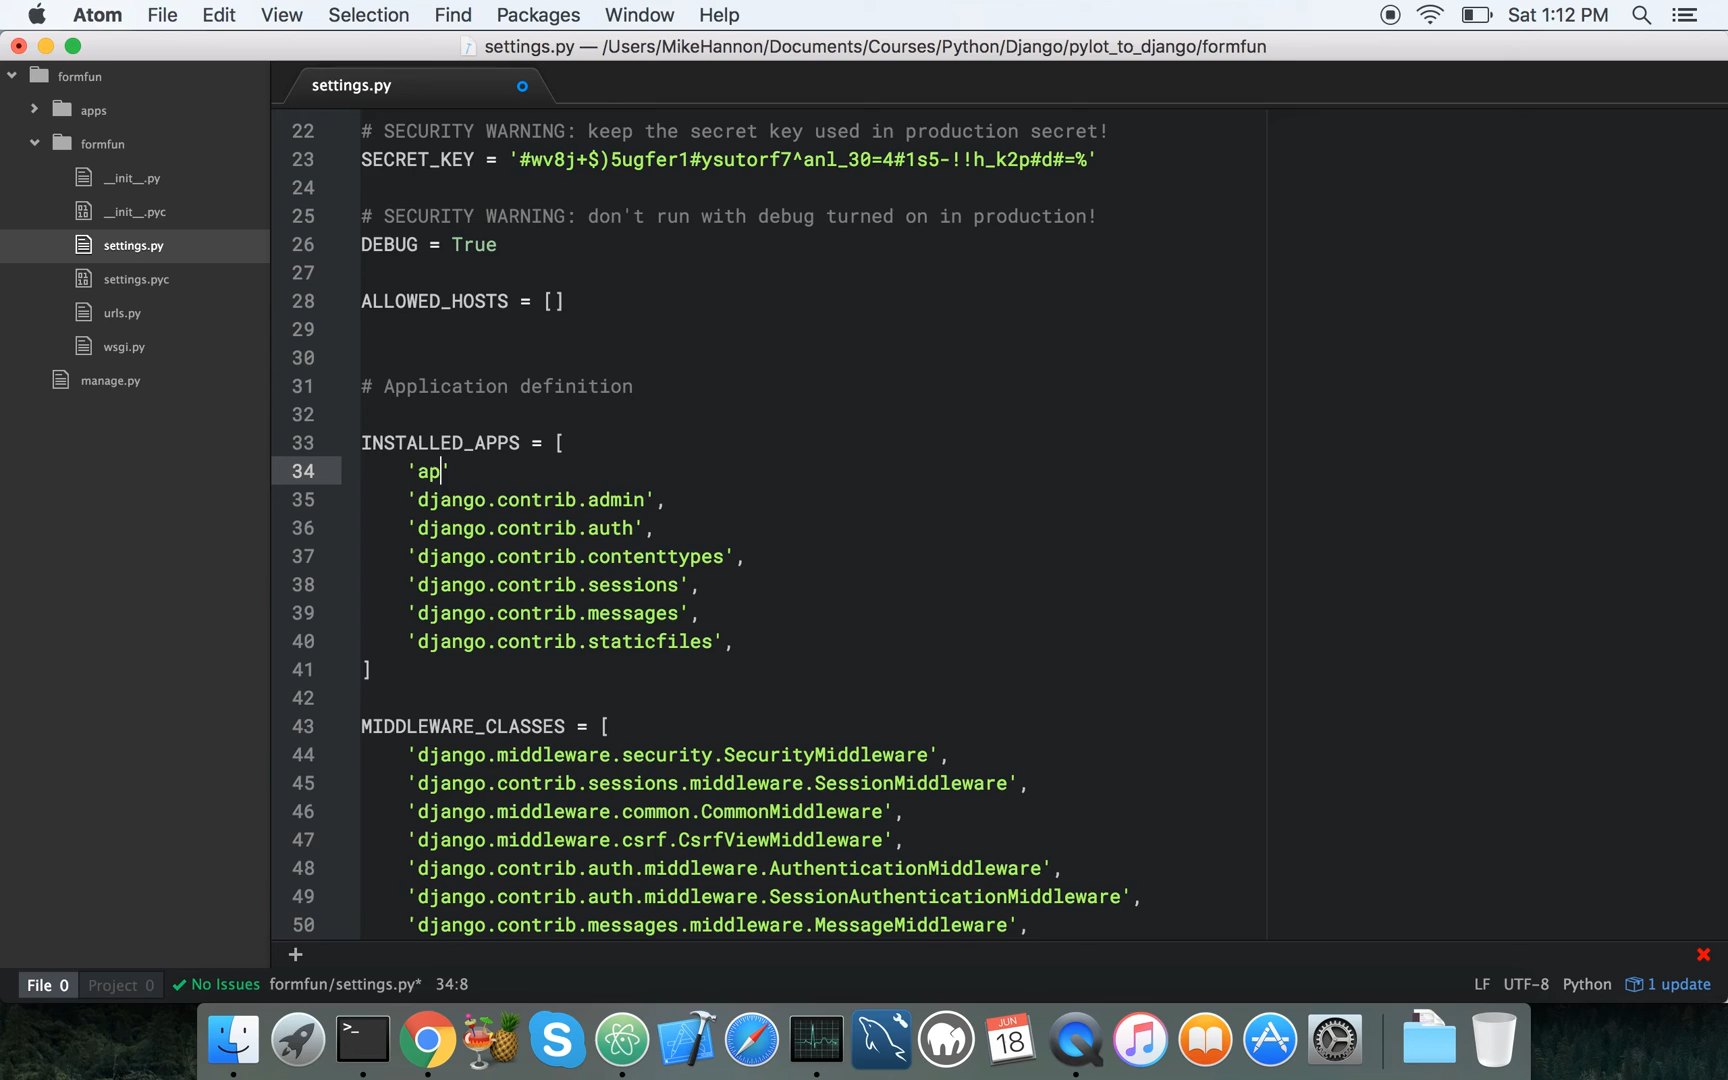 Atom File Edit View Selection Find Packages Window Help Sat 1:12 PM
settings.py — /Users/MikeHannon/Documents/Courses/Python/Django/pylot_to_django/formfun
formfun
apps
formfun
__init__.py
__init__.pyc
settings.py
settings.pyc
urls.py
wsgi.py
manage.py
settings.py
22 # SECURITY WARNING: keep the secret key used in production secret!
23 SECRET_KEY = '#wv8j+$)5ugfer1#ysutorf7^anl_30=4#1s5-!!h_k2p#d#=%'
24
25 # SECURITY WARNING: don't run with debug turned on in production!
26 DEBUG = True
27
28 ALLOWED_HOSTS = []
29
30
31 # Application definition
32
33 INSTALLED_APPS = [
34 'ap'
35 'django.contrib.admin',
36 'django.contrib.auth',
37 'django.contrib.contenttypes',
38 'django.contrib.sessions',
39 'django.contrib.messages',
40 'django.contrib.staticfiles',
41 ]
42
43 MIDDLEWARE_CLASSES = [
44 'django.middleware.security.SecurityMiddleware',
45 'django.contrib.sessions.middleware.SessionMiddleware',
46 'django.middleware.common.CommonMiddleware',
47 'django.middleware.csrf.CsrfViewMiddleware',
48 'django.contrib.auth.middleware.AuthenticationMiddleware',
49 'django.contrib.auth.middleware.SessionAuthenticationMiddleware',
50 'django.contrib.messages.middleware.MessageMiddleware',
+
File 0 Project 0 No Issues formfun/settings.py* 34:8 LF UTF-8 Python 1 update
>_ S JUN 18